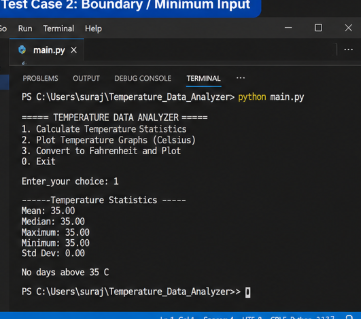 Test Case 2: Boundary / Minimum Input
Go Run Terminal Help
main.py ×
PROBLEMS OUTPUT DEBUG CONSOLE TERMINAL ...
PS C:\Users\suraj\Temperature_Data_Analyzer> python main.py
===== TEMPERATURE DATA ANALYZER =====
1. Calculate Temperature Statistics
2. Plot Temperature Graphs (Celsius)
3. Convert to Fahrenheit and Plot
0. Exit
Enter your choice: 1
------Temperature Statistics -----
Mean: 35.00
Median: 35.00
Maximum: 35.00
Minimum: 35.00
Std Dev: 0.00
No days above 35 C
PS C:\Users\suraj\Temperature_Data_Analyzer>>